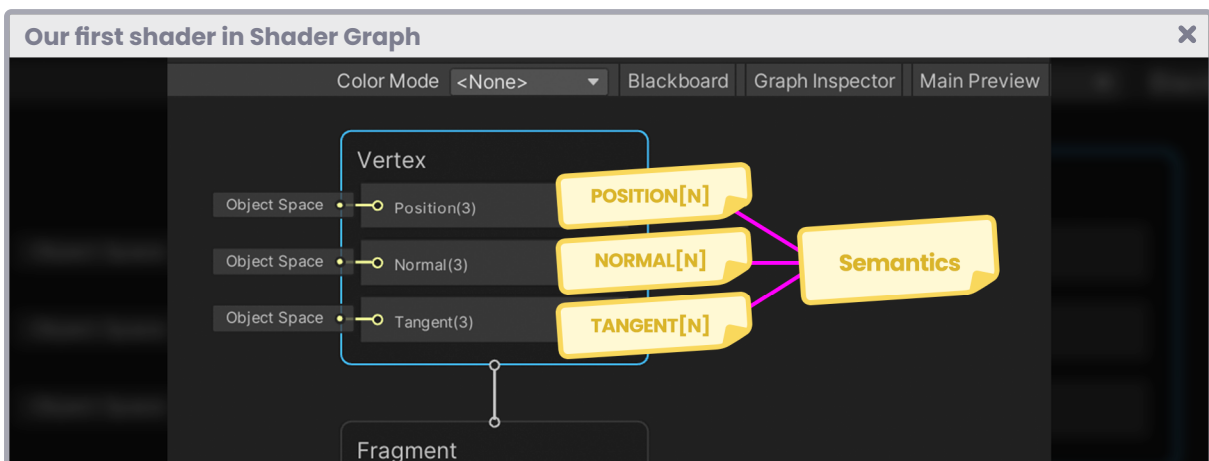 Our first shader in Shader Graph
Color Mode <None> Blackboard Graph Inspector Main Preview
Vertex
Object Space Position(3) POSITION[N]
Object Space Normal(3) NORMAL[N] Semantics
Object Space Tangent(3) TANGENT[N]
Fragment